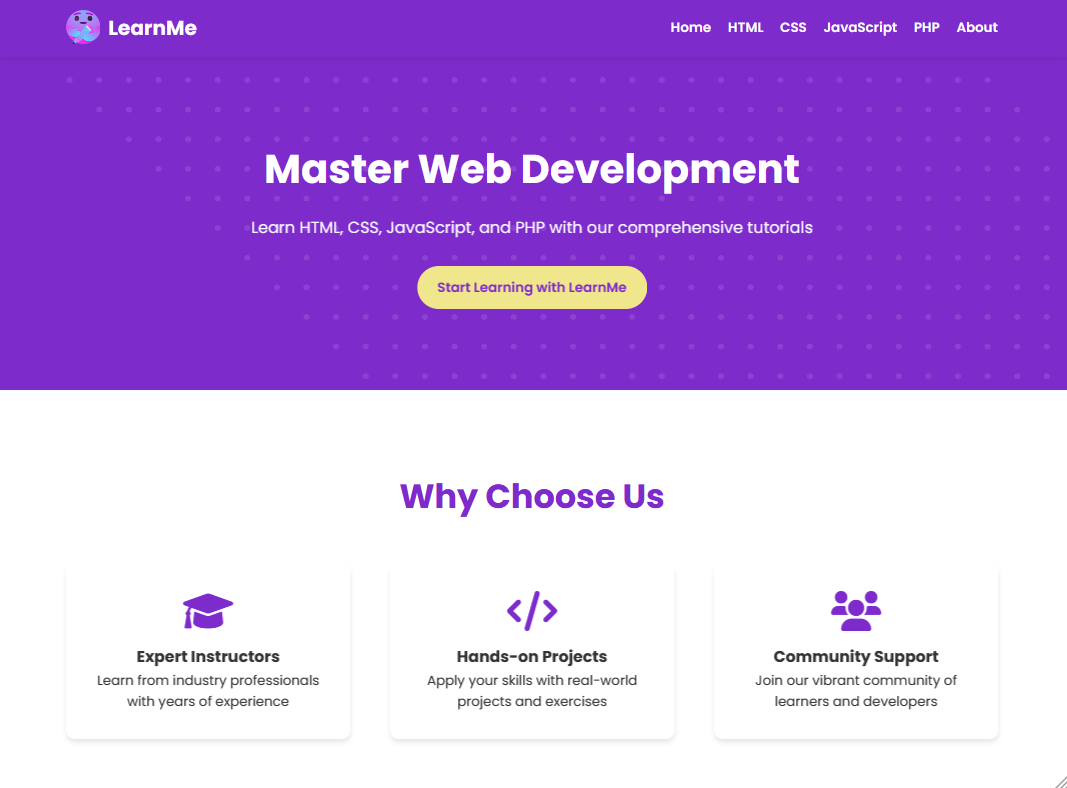 LearnMe
Home HTML CSS JavaScript PHP About
Master Web Development
Learn HTML, CSS, JavaScript, and PHP with our comprehensive tutorials
Start Learning with LearnMe
Why Choose Us
Expert Instructors
Learn from industry professionals
with years of experience
Hands-on Projects
Apply your skills with real-world
projects and exercises
Community Support
Join our vibrant community of
learners and developers